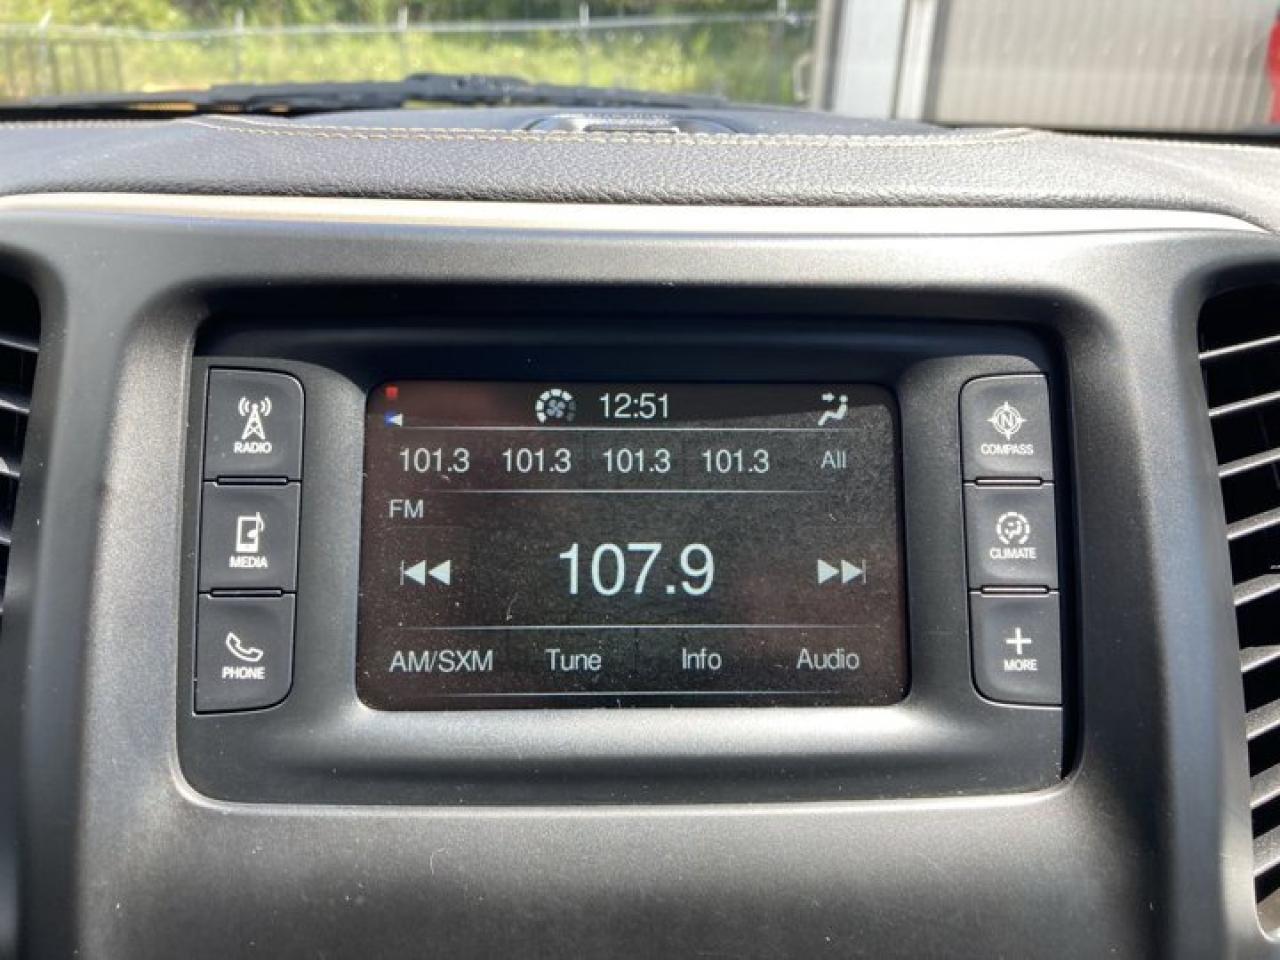 12:51
101.3 101.3 101.3 101.3 All
FM
107.9
AM/SXM Tune Info Audio
RADIO
MEDIA
PHONE
N
COMPASS
CLIMATE
MORE